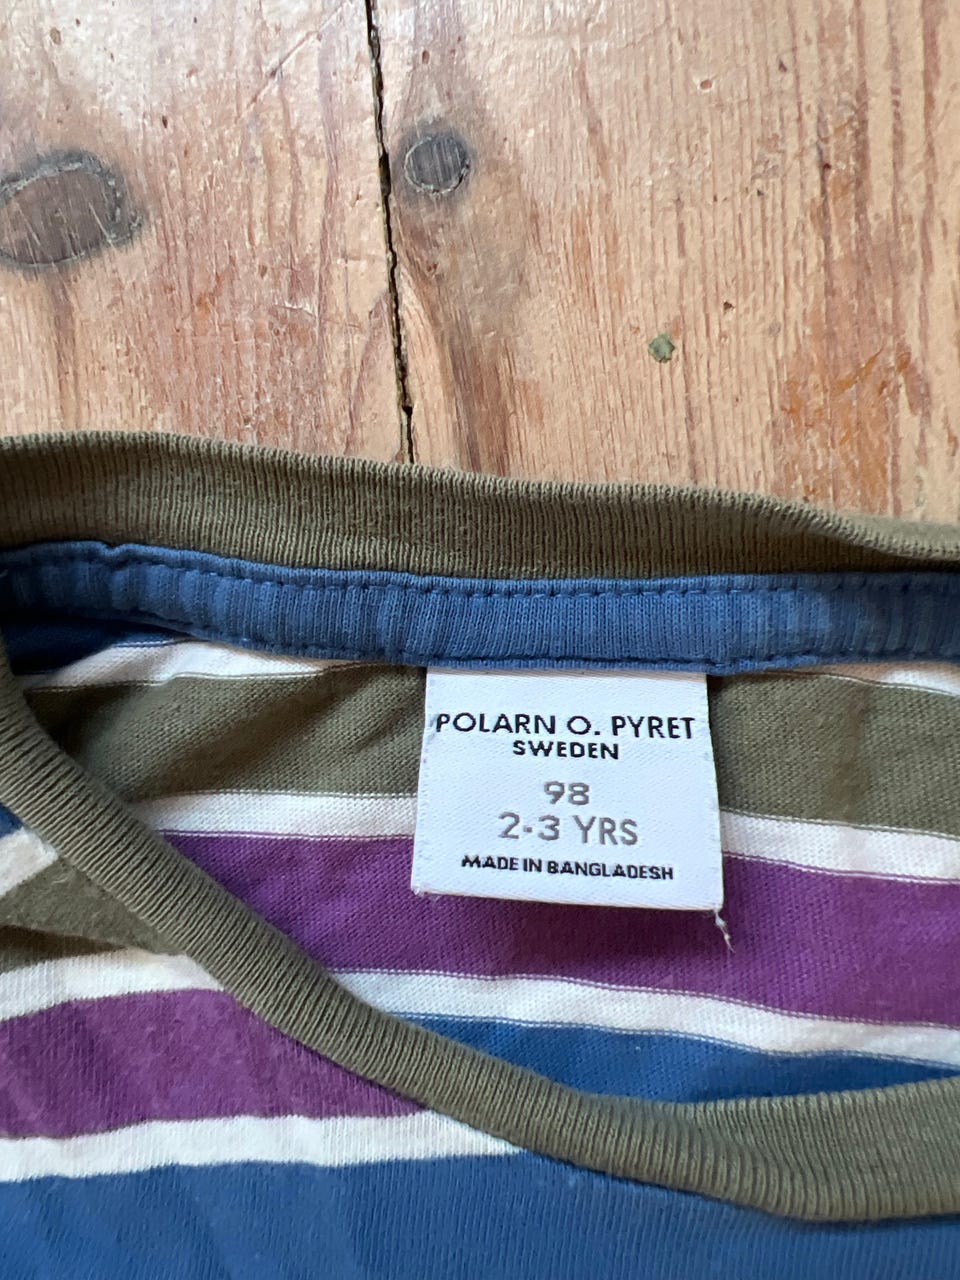 POLARN O. PYRET
SWEDEN
98
2-3 YRS
MADE IN BANGLADESH